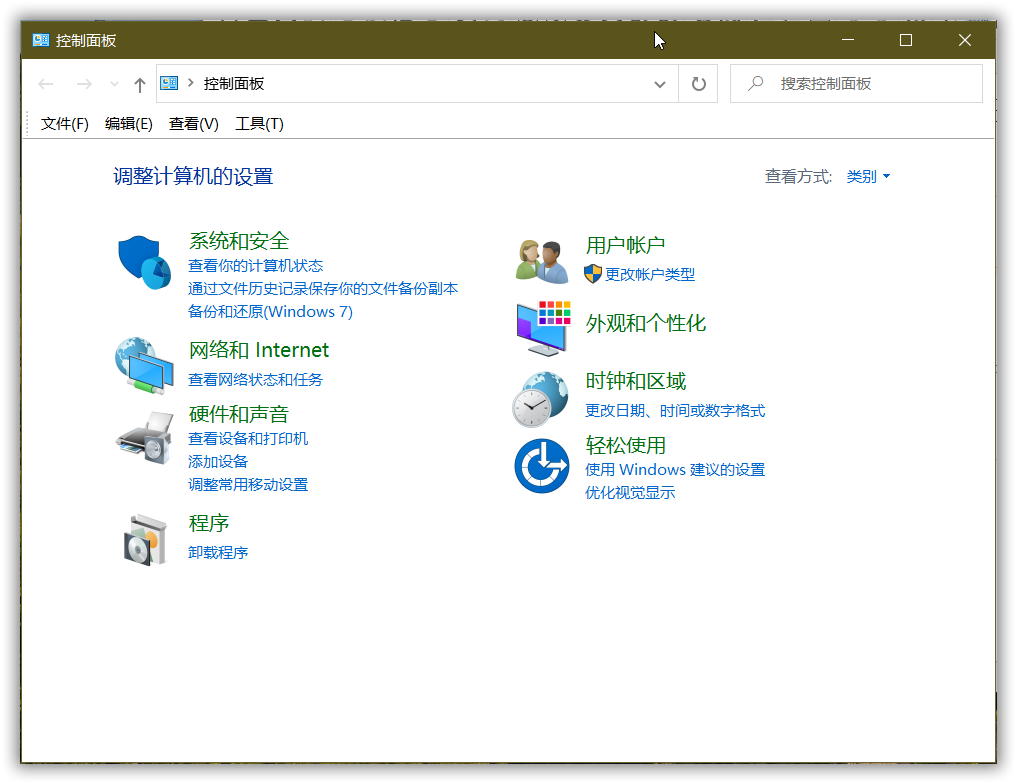 控制面板
控制面板
搜索控制面板
文件(F) 编辑(E) 查看(V) 工具(T)
调整计算机的设置
查看方式: 类别
系统和安全
查看你的计算机状态
通过文件历史记录保存你的文件备份副本
备份和还原(Windows 7)
网络和 Internet
查看网络状态和任务
硬件和声音
查看设备和打印机
添加设备
调整常用移动设置
程序
卸载程序
用户帐户
更改帐户类型
外观和个性化
时钟和区域
更改日期、时间或数字格式
轻松使用
使用 Windows 建议的设置
优化视觉显示